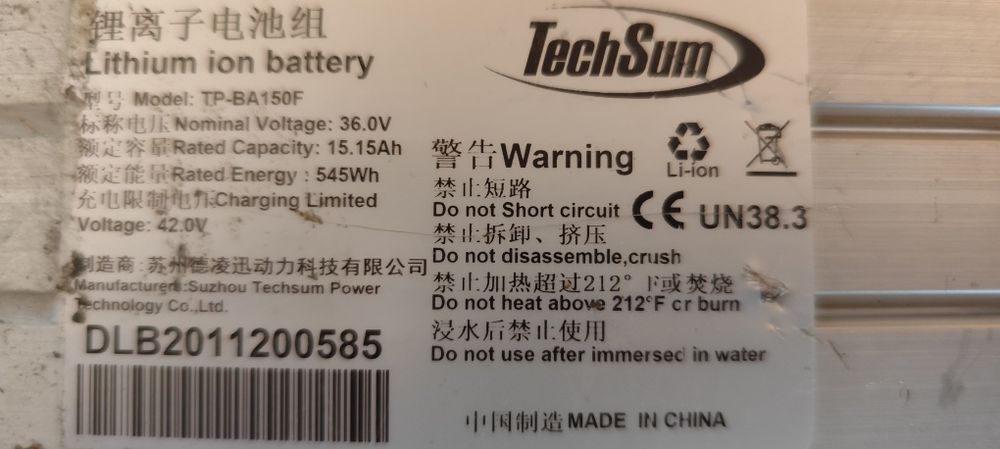 锂离子电池组
Lithium ion battery
型号 Model: TP-BA150F
标称电压 Nominal Voltage: 36.0V
额定容量 Rated Capacity: 15.15Ah
额定能量 Rated Energy : 545Wh
充电限制电压 Charging Limited
Voltage: 42.0V
制造商: 苏州德凌迅动力科技有限公司
Manufacturer: Suzhou Techsum Power
Technology Co.,Ltd.
DLB2011200585
TechSum
警告 Warning
Li-ion
禁止短路
Do not Short circuit
CE UN38.3
禁止拆卸、挤压
Do not disassemble,crush
禁止加热超过212° F或焚烧
Do not heat above 212°F or burn
浸水后禁止使用
Do not use after immersed in water
中国制造 MADE IN CHINA